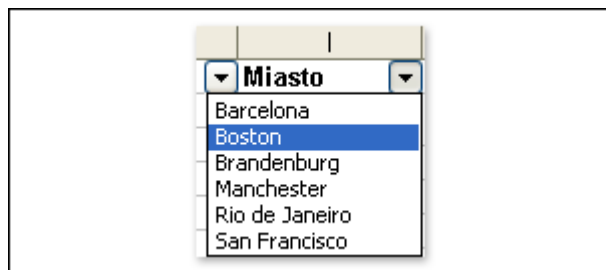 I
Miasto
Barcelona
Boston
Brandenburg
Manchester
Rio de Janeiro
San Francisco